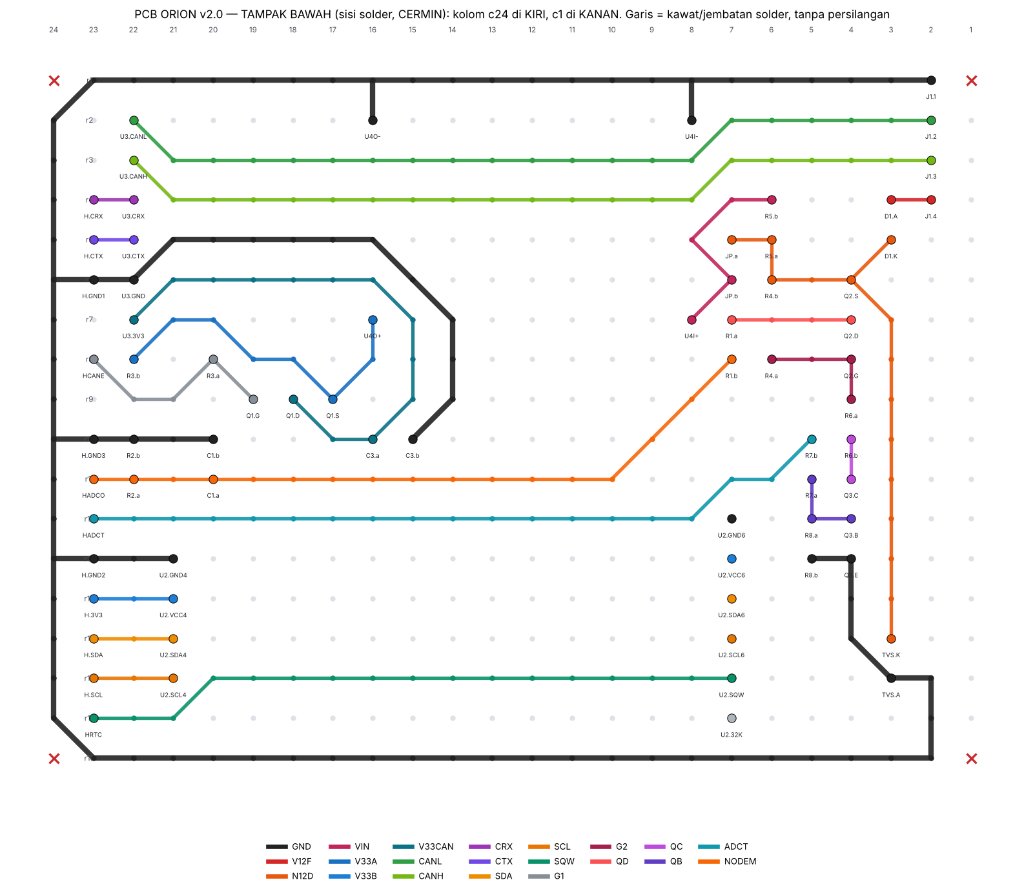 PCB ORION v2.0 — TAMPAK BAWAH (sisi solder, CERMIN): kolom c24 di KIRI, c1 di KANAN. Garis = kawat/jembatan solder, tanpa persilangan
24 23 22 21 20 19 18 17 16 15 14 13 12 11 10 9 8 7 6 5 4 3 2 1
J1.1
r2
U3.CANL U4O- U4I- J1.2
r3
U3.CANH J1.3
H.CRX U3.CRX R5.b D1.A J1.4
H.CTX U3.CTX JP.a R5.a D1.K
H.GND1 U3.GND JP.b R4.b Q2.S
r7
U3.3V3 U4O+ U4I+ R1.a Q2.D
HCANE R3.b R3.a R1.b R4.a Q2.G
r9
Q1.G Q1.D Q1.S R6.a
H.GND3 R2.b C1.b C3.a C3.b R7.b R6.b
HADCO R2.a C1.a R7.a Q3.C
HADCT U2.GND6 R8.a Q3.B
H.GND2 U2.GND4 U2.VCC6 R8.b Q3.E
H.3V3 U2.VCC4 U2.SDA6
H.SDA U2.SDA4 U2.SCL6 TVS.K
H.SCL U2.SCL4 U2.SQW TVS.A
HRTC U2.32K
GND VIN V33CAN CRX SCL G2 QC ADCT
V12F V33A CANL CTX SQW QD QB NODEM
N12D V33B CANH SDA G1